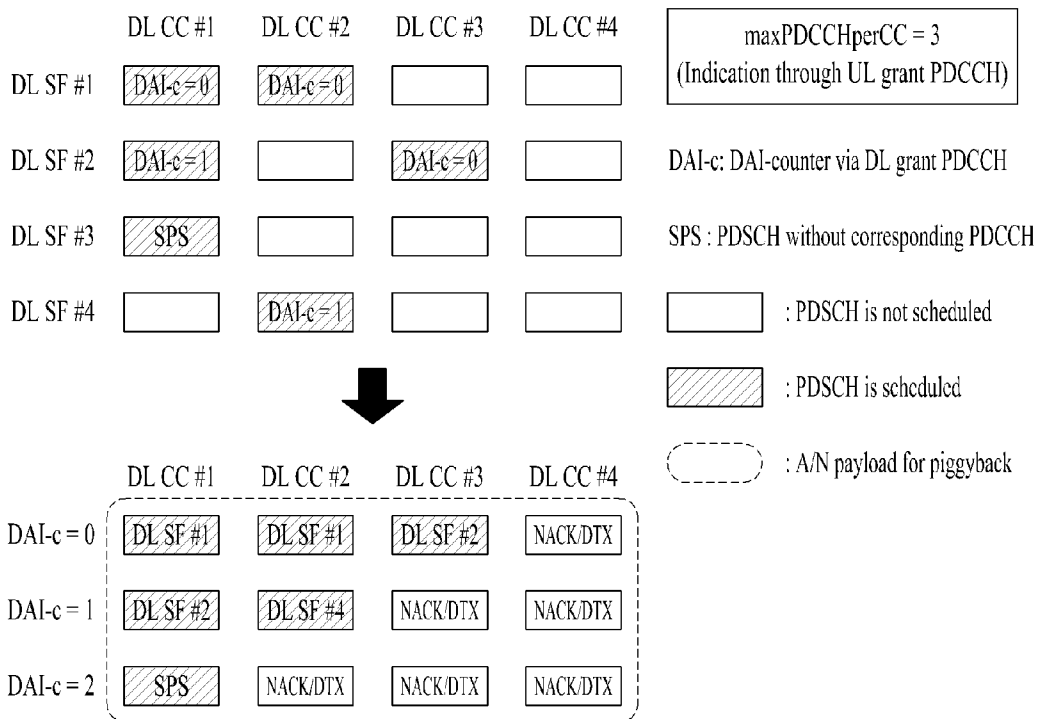 DL CC #1 DL CC #2 DL CC #3 DL CC #4
maxPDCCHperCC = 3
(Indication through UL grant PDCCH)
DL SF #1 DAI-c = 0 DAI-c = 0
DL SF #2 DAI-c = 1 DAI-c = 0
DAI-c: DAI-counter via DL grant PDCCH
DL SF #3 SPS
SPS : PDSCH without corresponding PDCCH
DL SF #4 DAI-c = 1
: PDSCH is not scheduled
: PDSCH is scheduled
: A/N payload for piggyback
DL CC #1 DL CC #2 DL CC #3 DL CC #4
DAI-c = 0 DL SF #1 DL SF #1 DL SF #2 NACK/DTX
DAI-c = 1 DL SF #2 DL SF #4 NACK/DTX NACK/DTX
DAI-c = 2 SPS NACK/DTX NACK/DTX NACK/DTX